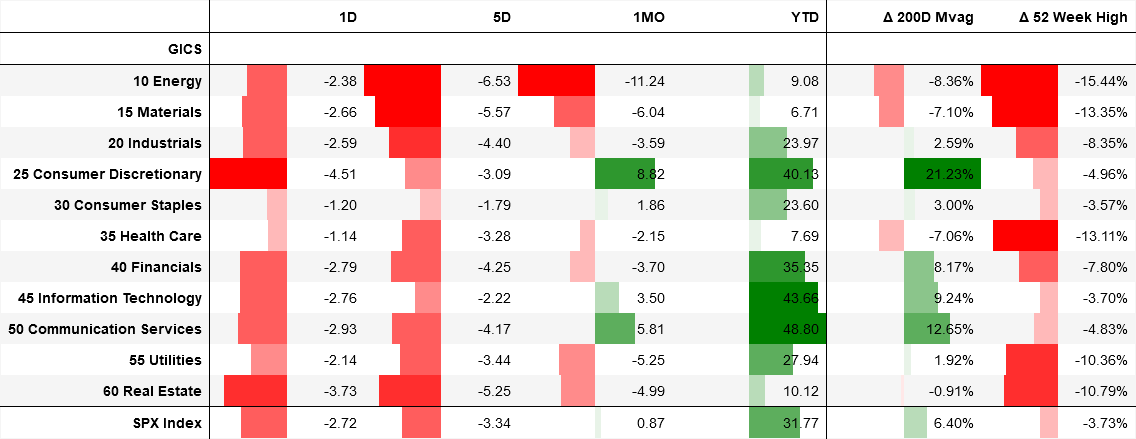 1D 5D 1MO YTD Δ 200D Mvag Δ 52 Week High
GICS
10 Energy -2.38 -6.53 -11.24 9.08 -8.36% -15.44%
15 Materials -2.66 -5.57 -6.04 6.71 -7.10% -13.35%
20 Industrials -2.59 -4.40 -3.59 23.97 2.59% -8.35%
25 Consumer Discretionary -4.51 -3.09 8.82 40.13 21.23% -4.96%
30 Consumer Staples -1.20 -1.79 1.86 23.60 3.00% -3.57%
35 Health Care -1.14 -3.28 -2.15 7.69 -7.06% -13.11%
40 Financials -2.79 -4.25 -3.70 35.35 8.17% -7.80%
45 Information Technology -2.76 -2.22 3.50 43.66 9.24% -3.70%
50 Communication Services -2.93 -4.17 5.81 48.80 12.65% -4.83%
55 Utilities -2.14 -3.44 -5.25 27.94 1.92% -10.36%
60 Real Estate -3.73 -5.25 -4.99 10.12 -0.91% -10.79%
SPX Index -2.72 -3.34 0.87 31.77 6.40% -3.73%